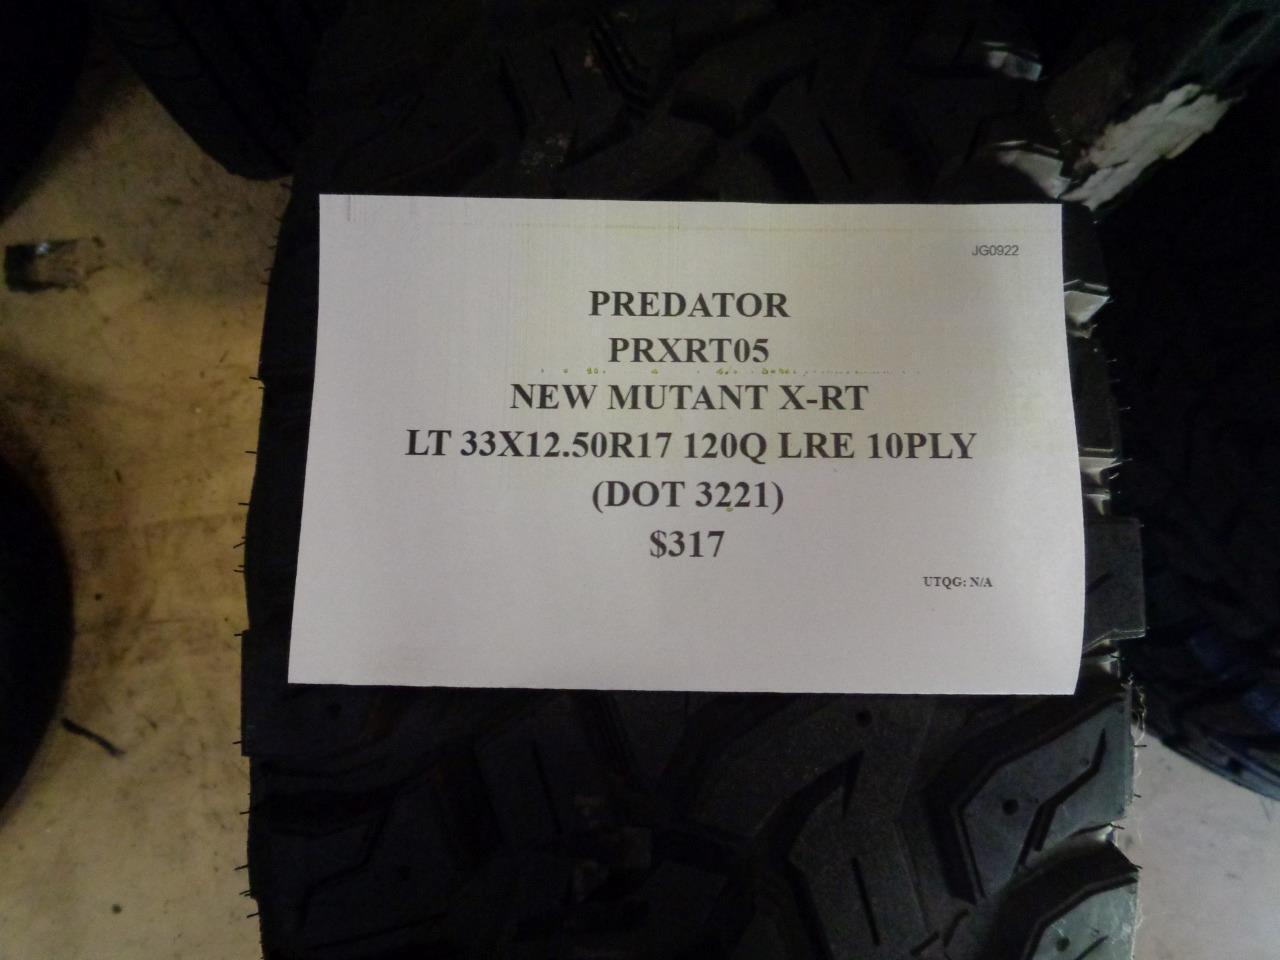 JG0922
PREDATOR
PRXRT05
NEW MUTANT X-RT
LT 33X12.50R17 120Q LRE 10PLY
(DOT 3221)
$317
UTQG: N/A